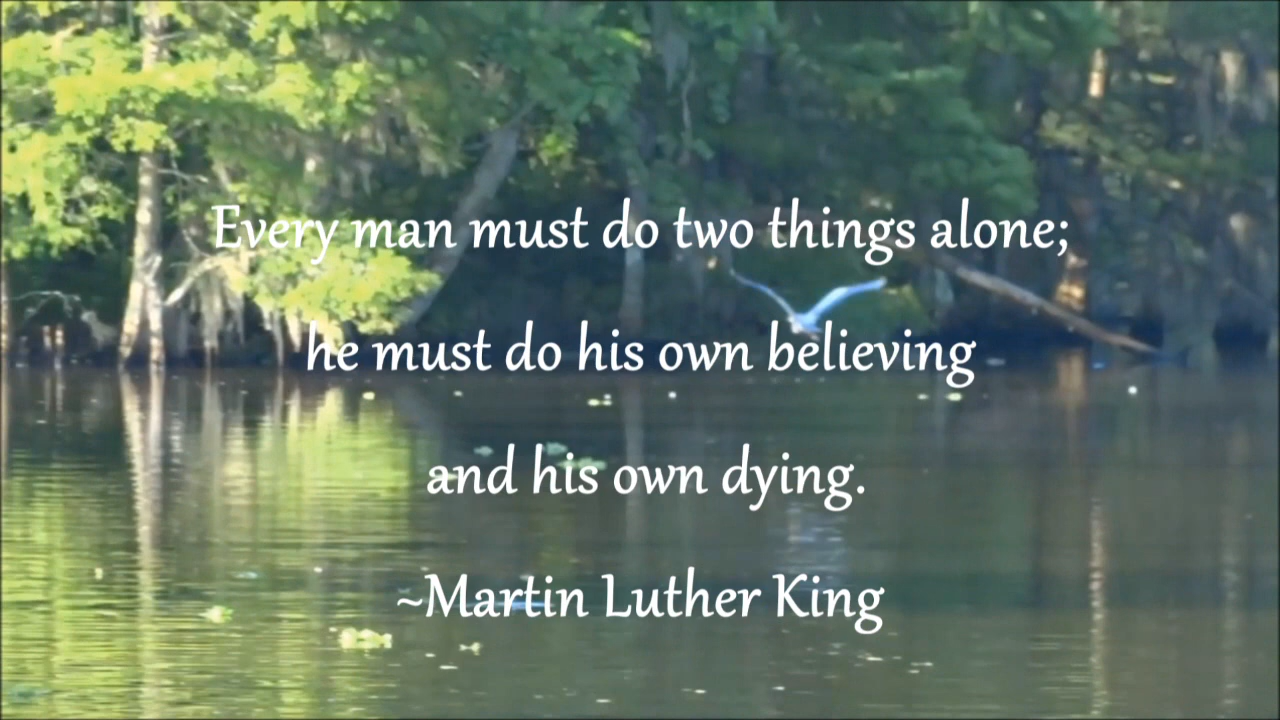 Every man must do two things alone;
he must do his own believing
and his own dying.
~Martin Luther King